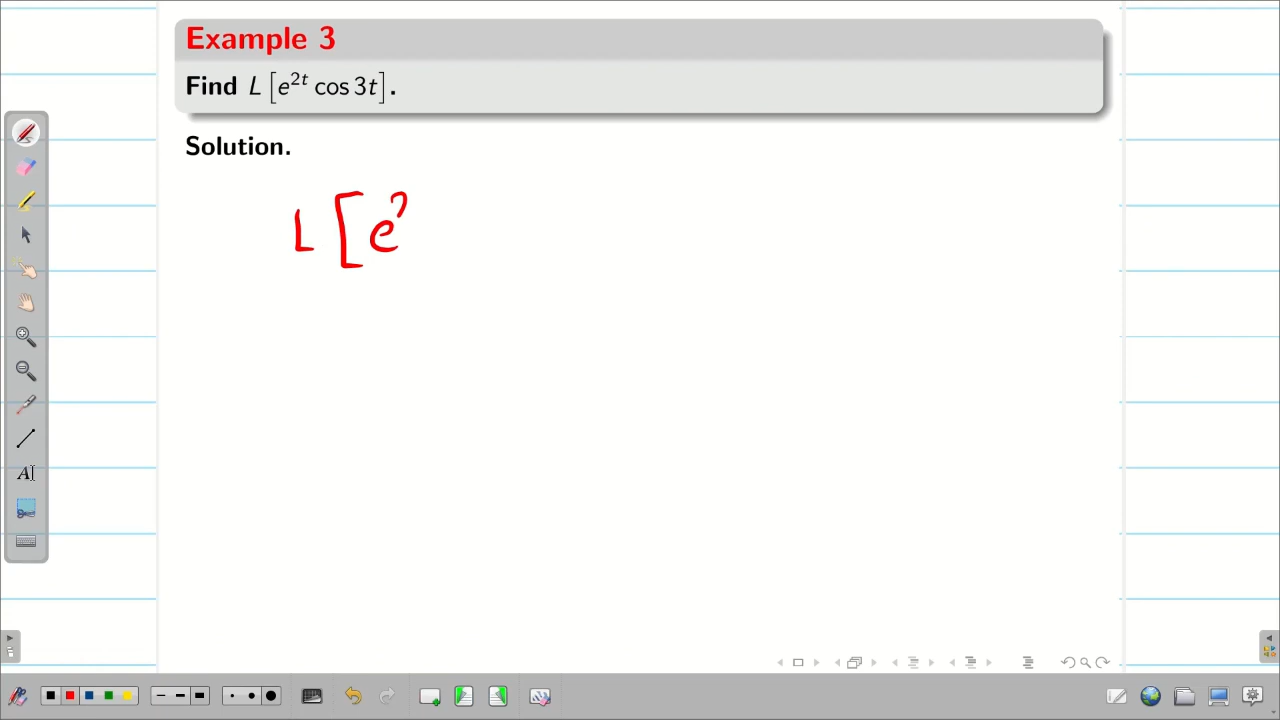 Example 3
Find L [e^{2t} cos 3t].
Solution.
L [ e^2